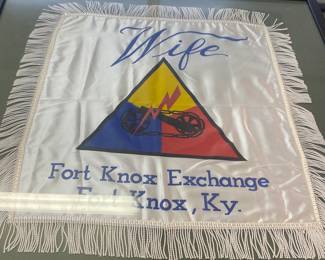 Wife
Fort Knox Exchange
Fort Knox, Ky.